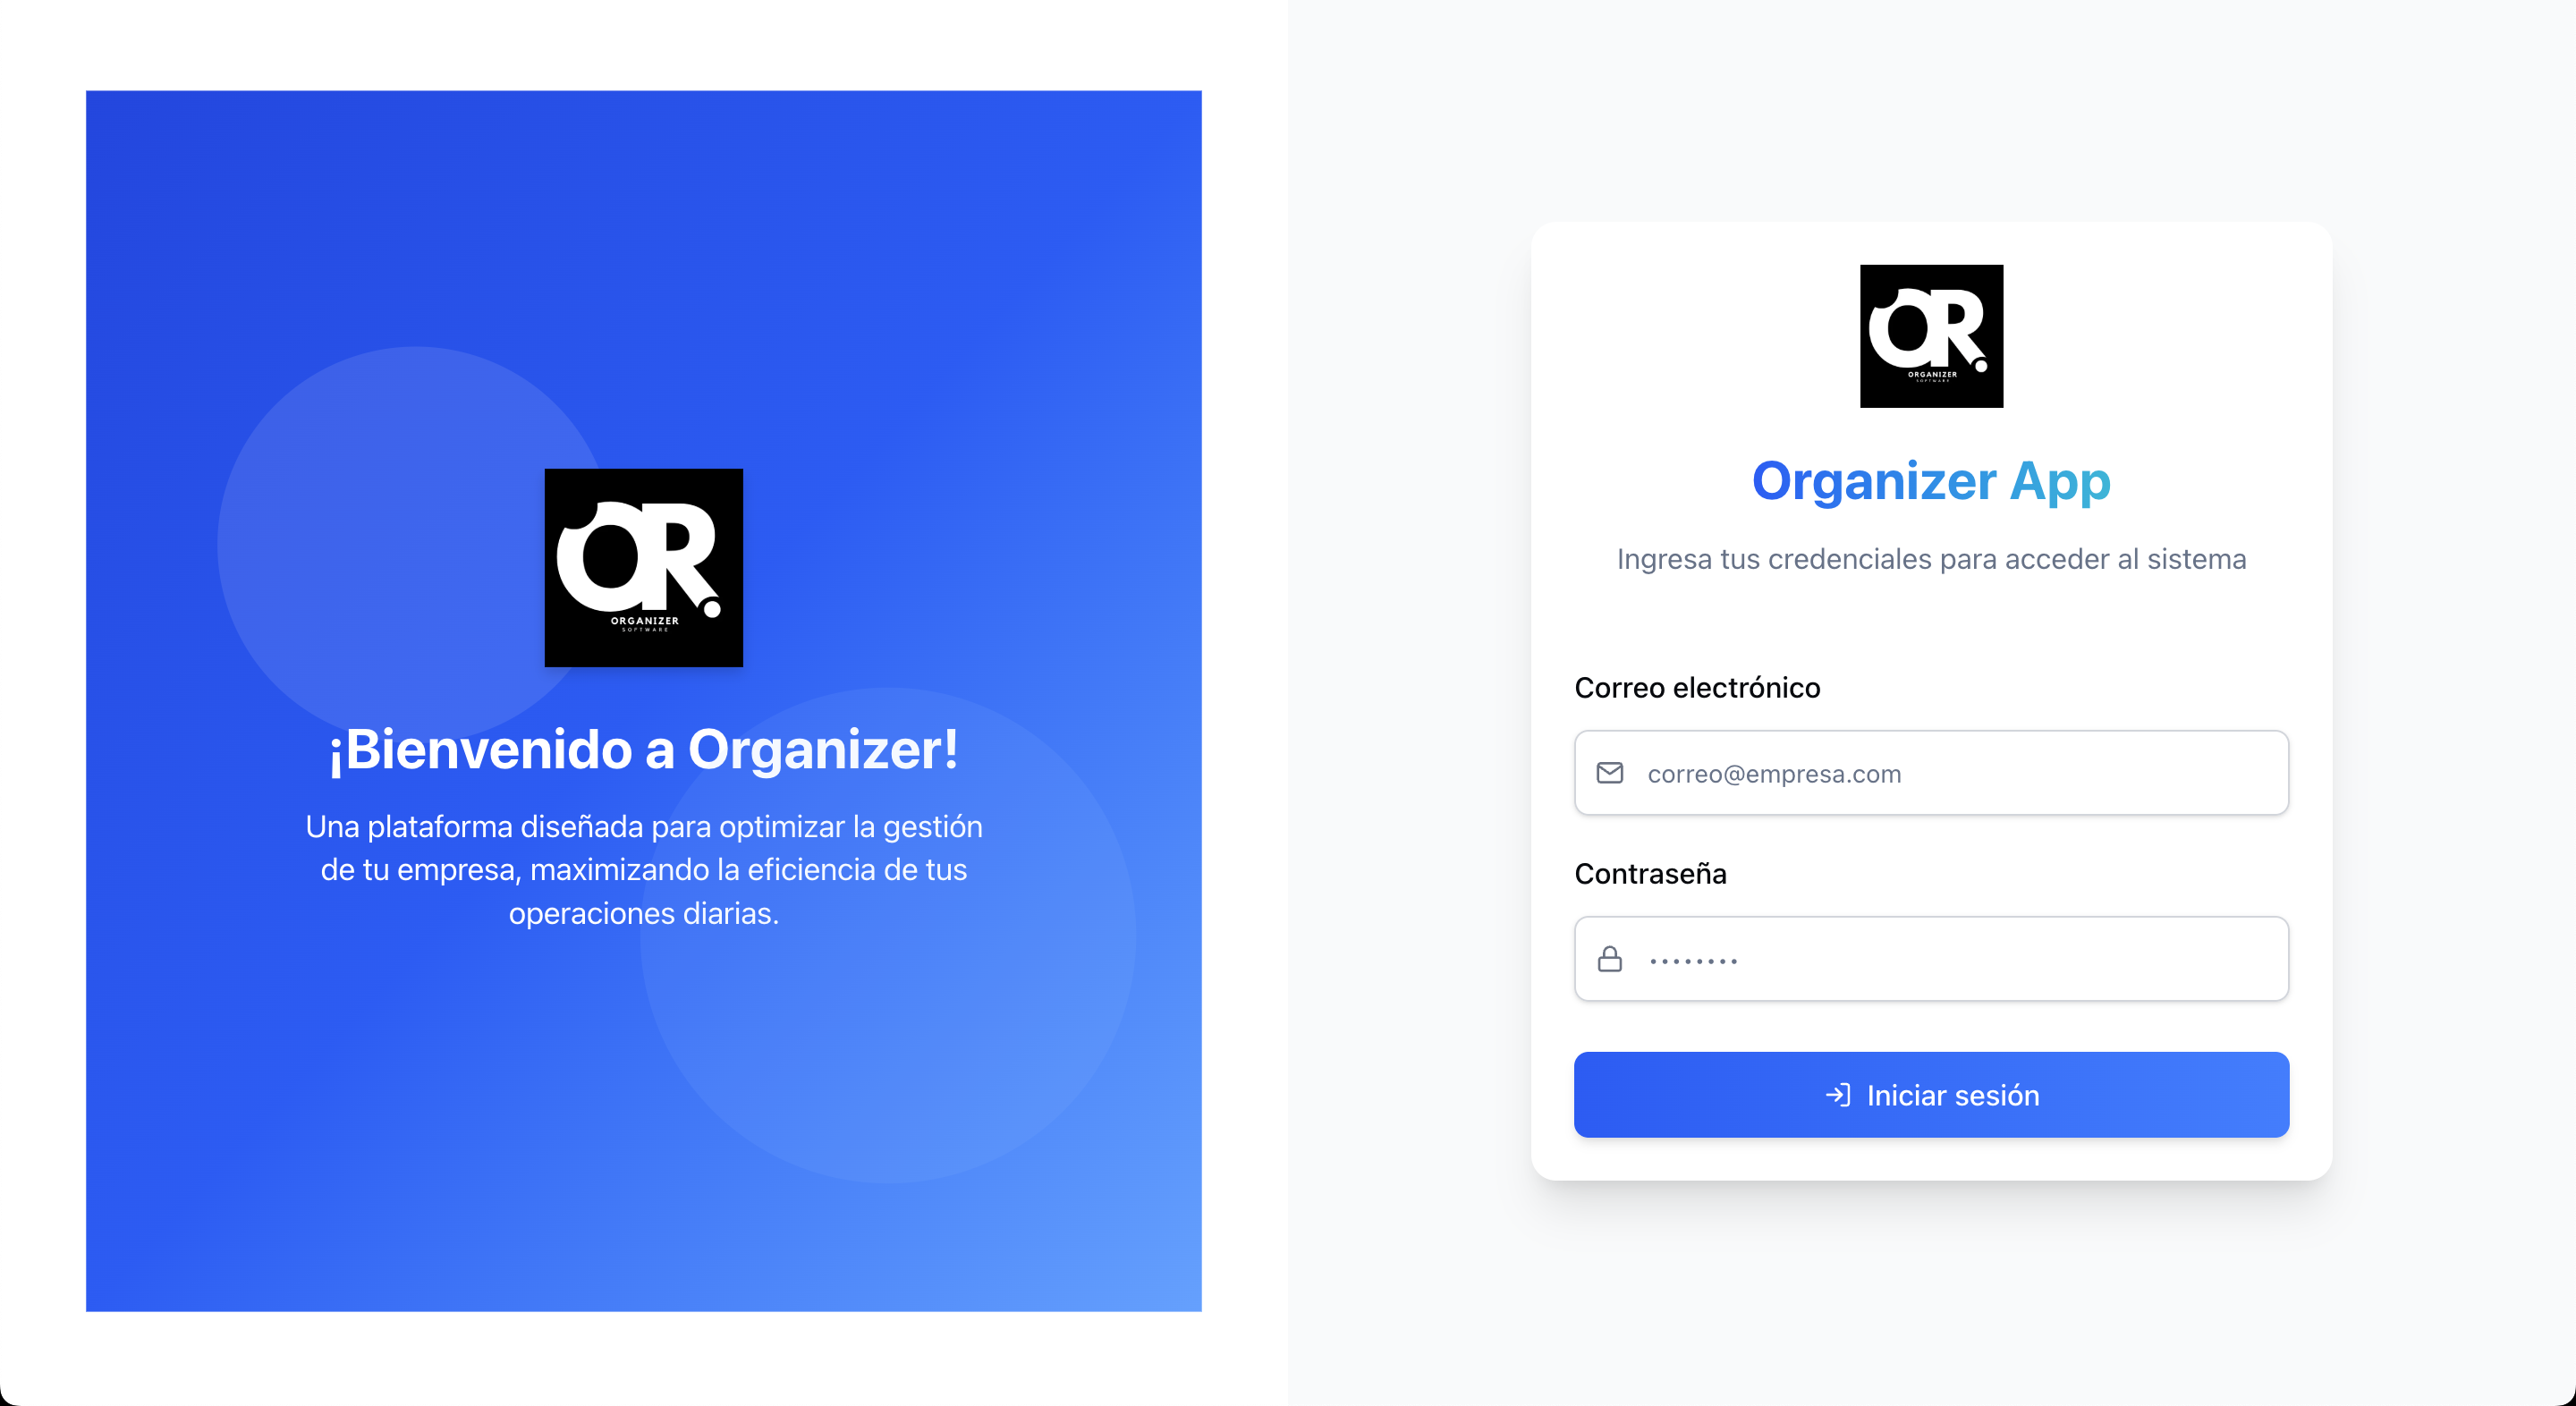 OR.
ORGANIZER
SOFTWARE
¡Bienvenido a Organizer!
Una plataforma diseñada para optimizar la gestión
de tu empresa, maximizando la eficiencia de tus
operaciones diarias.
OR.
ORGANIZER
SOFTWARE
Organizer App
Ingresa tus credenciales para acceder al sistema
Correo electrónico
correo@empresa.com
Contraseña
••••••••
Iniciar sesión